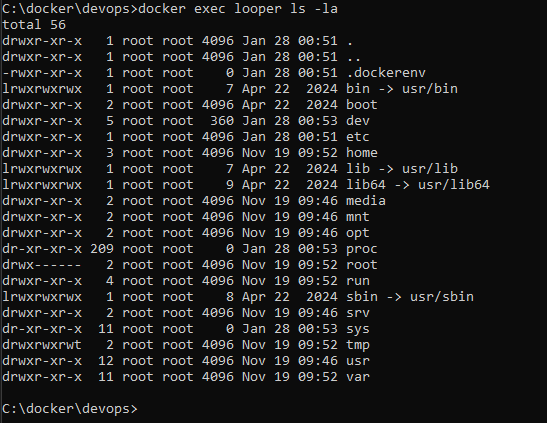 C:\docker\devops>docker exec looper ls -la
total 56
drwxr-xr-x   1 root root 4096 Jan 28 00:51 .
drwxr-xr-x   1 root root 4096 Jan 28 00:51 ..
-rwxr-xr-x   1 root root    0 Jan 28 00:51 .dockerenv
lrwxrwxrwx   1 root root    7 Apr 22  2024 bin -> usr/bin
drwxr-xr-x   2 root root 4096 Apr 22  2024 boot
drwxr-xr-x   5 root root  360 Jan 28 00:53 dev
drwxr-xr-x   1 root root 4096 Jan 28 00:51 etc
drwxr-xr-x   3 root root 4096 Nov 19 09:52 home
lrwxrwxrwx   1 root root    7 Apr 22  2024 lib -> usr/lib
lrwxrwxrwx   1 root root    9 Apr 22  2024 lib64 -> usr/lib64
drwxr-xr-x   2 root root 4096 Nov 19 09:46 media
drwxr-xr-x   2 root root 4096 Nov 19 09:46 mnt
drwxr-xr-x   2 root root 4096 Nov 19 09:46 opt
dr-xr-xr-x 209 root root    0 Jan 28 00:53 proc
drwx------   2 root root 4096 Nov 19 09:52 root
drwxr-xr-x   4 root root 4096 Nov 19 09:52 run
lrwxrwxrwx   1 root root    8 Apr 22  2024 sbin -> usr/sbin
drwxr-xr-x   2 root root 4096 Nov 19 09:46 srv
dr-xr-xr-x  11 root root    0 Jan 28 00:53 sys
drwxrwxrwt   2 root root 4096 Nov 19 09:52 tmp
drwxr-xr-x  12 root root 4096 Nov 19 09:46 usr
drwxr-xr-x  11 root root 4096 Nov 19 09:52 var
C:\docker\devops>